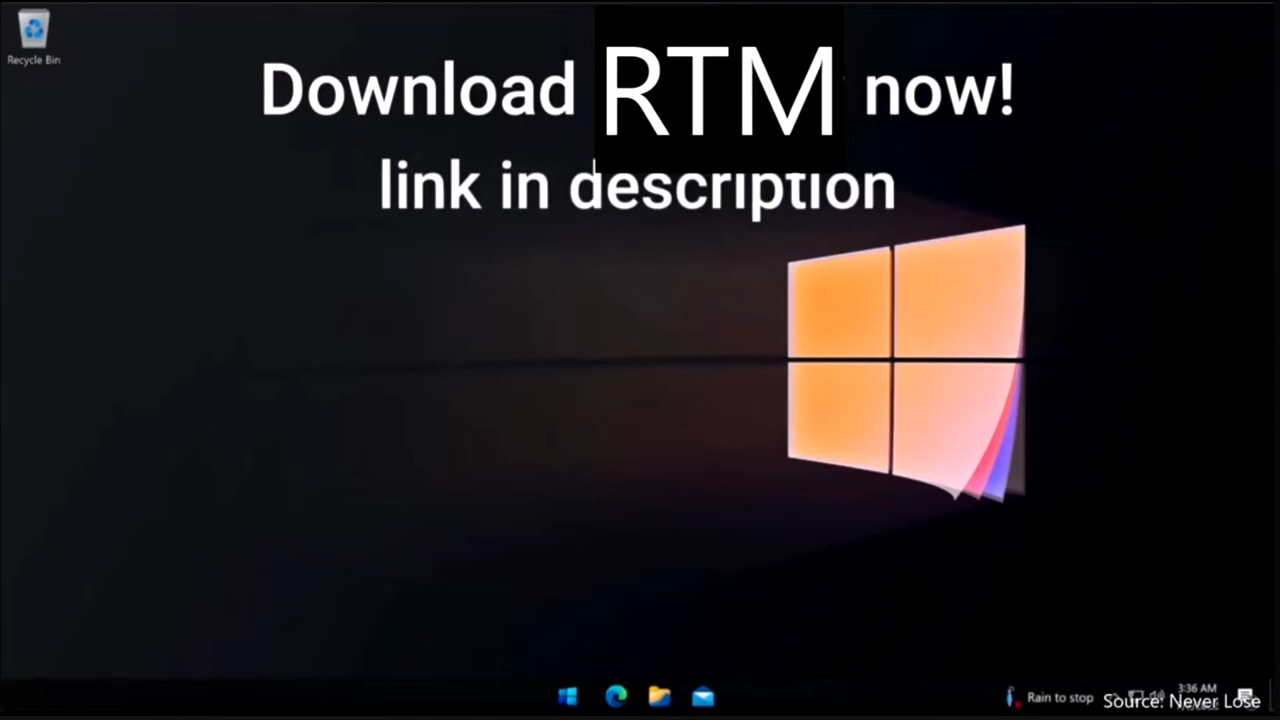 Recycle Bin
Download RTM now!
link in description
Rain to stop
3:36 AM
Source: Never Lose